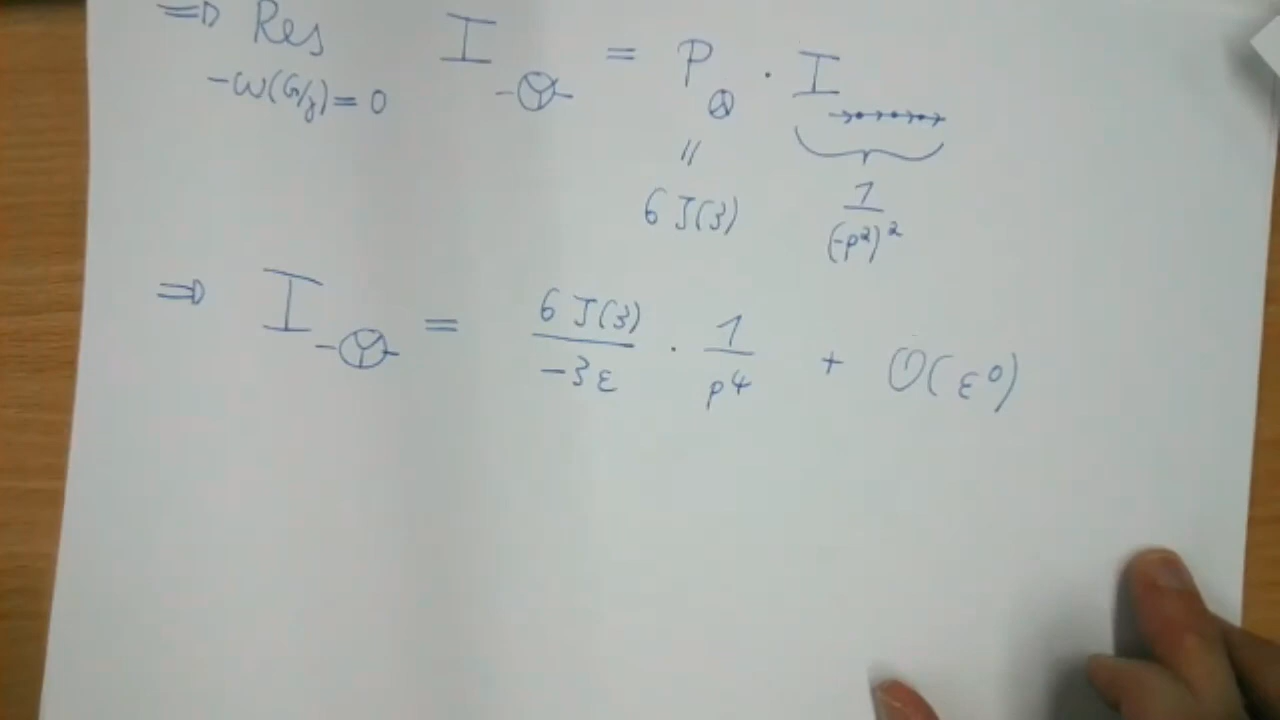 ⇒ Res I = P · I
-ω(G/γ) = 0
= 6 ζ(3) 1/(-p²)²
⇒ I = 6 ζ(3)/-3ε · 1/p⁴ + O(ε⁰)